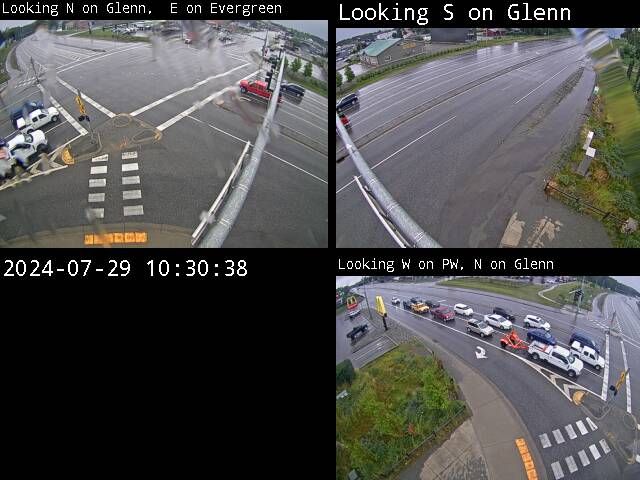 Looking N on Glenn, E on Evergreen
Looking S on Glenn
2024-07-29 10:30:38
Looking W on PW, N on Glenn